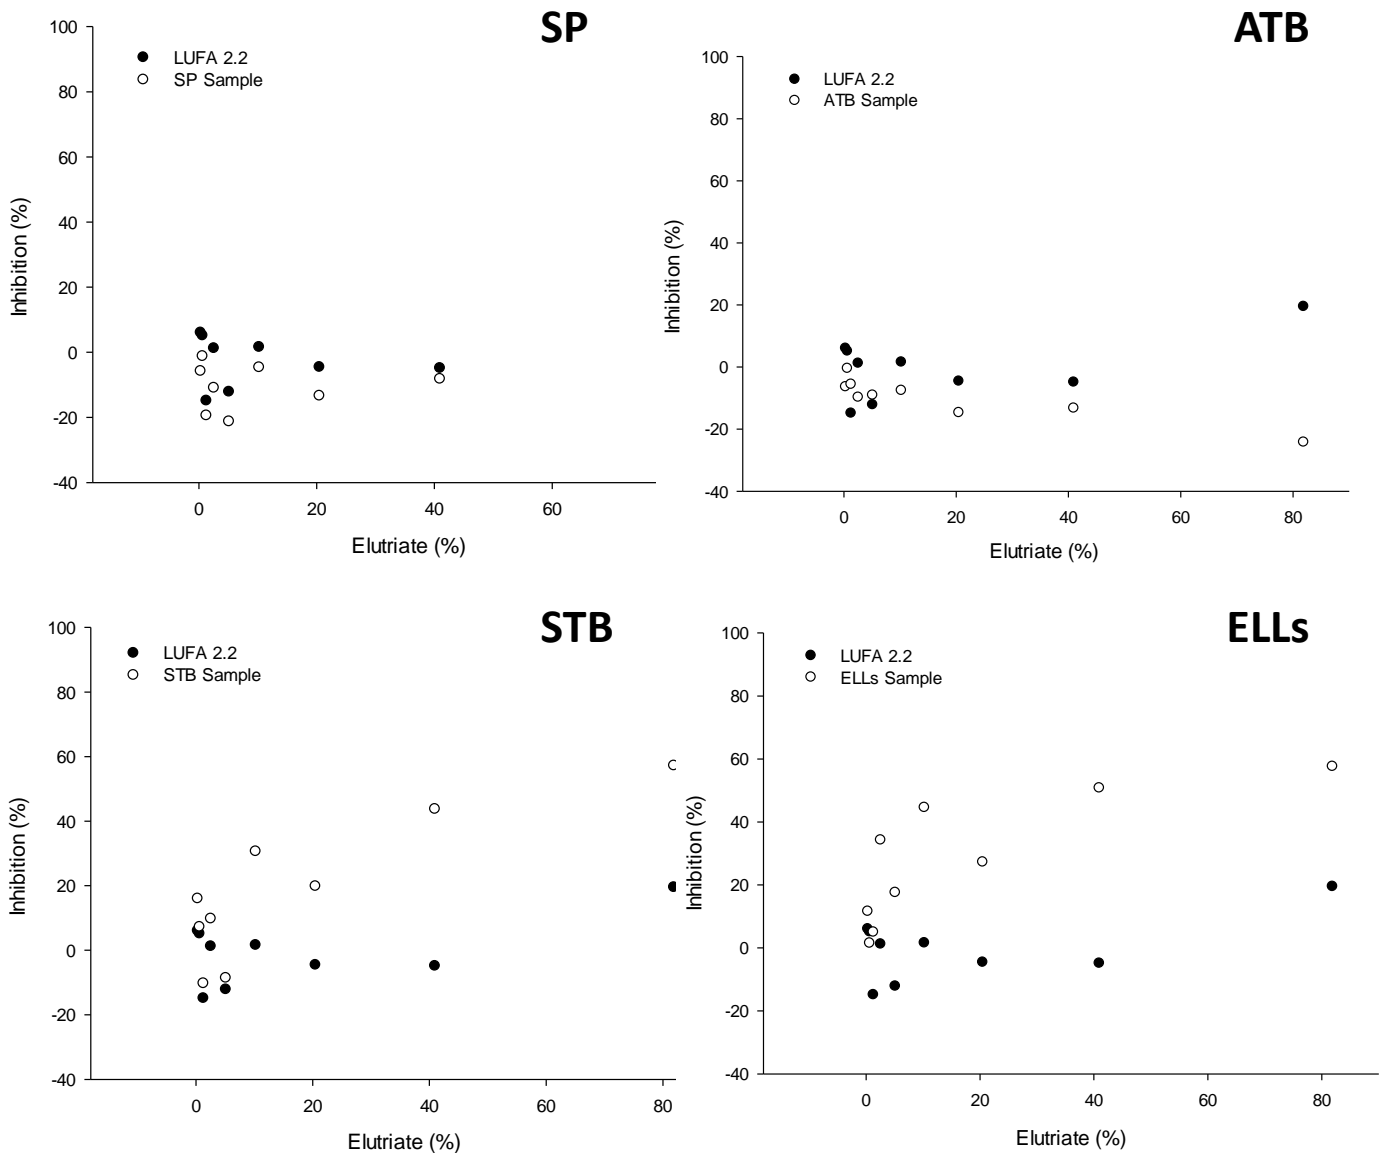 SP
100
80
60
40
20
0
-20
-40
LUFA 2.2
SP Sample
Inhibition (%)
0 20 40 60
Elutriate (%)
ATB
100
80
60
40
20
0
-20
-40
LUFA 2.2
ATB Sample
Inhibition (%)
0 20 40 60 80
Elutriate (%)
STB
100
80
60
40
20
0
-20
-40
LUFA 2.2
STB Sample
Inhibition (%)
0 20 40 60 80
Elutriate (%)
ELLs
100
80
60
40
20
0
-20
-40
LUFA 2.2
ELLs Sample
Inhibition (%)
0 20 40 60 80
Elutriate (%)